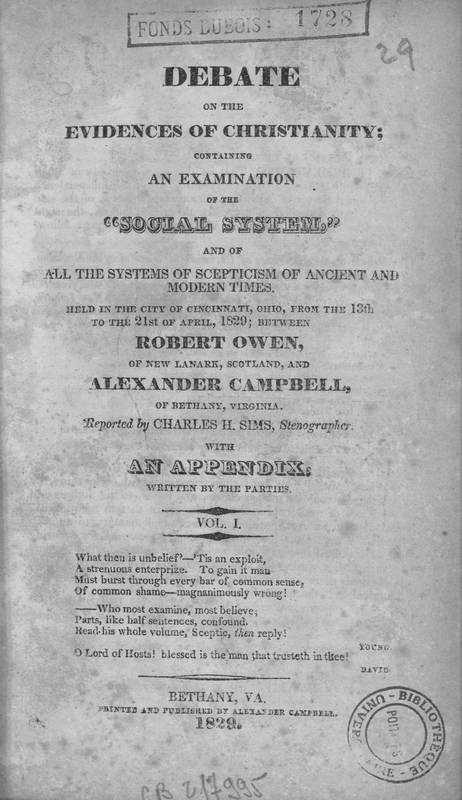 FONDS DUBOIS: 1728
29
DEBATE
ON THE
EVIDENCES OF CHRISTIANITY;
CONTAINING
AN EXAMINATION
OF THE
"SOCIAL SYSTEM,"
AND OF
ALL THE SYSTEMS OF SCEPTICISM OF ANCIENT AND
MODERN TIMES.
HELD IN THE CITY OF CINCINNATI, OHIO, FROM THE 13th
TO THE 21st OF APRIL, 1829; BETWEEN
ROBERT OWEN,
OF NEW LANARK, SCOTLAND, AND
ALEXANDER CAMPBELL,
OF BETHANY, VIRGINIA.
Reported by CHARLES H. SIMS, Stenographer.
WITH
AN APPENDIX,
WRITTEN BY THE PARTIES.
VOL. I.
What then is unbelief?—'Tis an exploit,
A strenuous enterprize. To gain it man
Must burst through every bar of common sense,
Of common shame—magnanimously wrong!
——Who most examine, most believe;
Parts, like half sentences, confound.
Read his whole volume, Sceptic, then reply!
YOUNG.
O Lord of Hosts! blessed is the man that trusteth in thee!
DAVID.
BETHANY, VA.
PRINTED AND PUBLISHED BY ALEXANDER CAMPBELL.
1829.
BIBLIOTHÈQUE
CB 217995